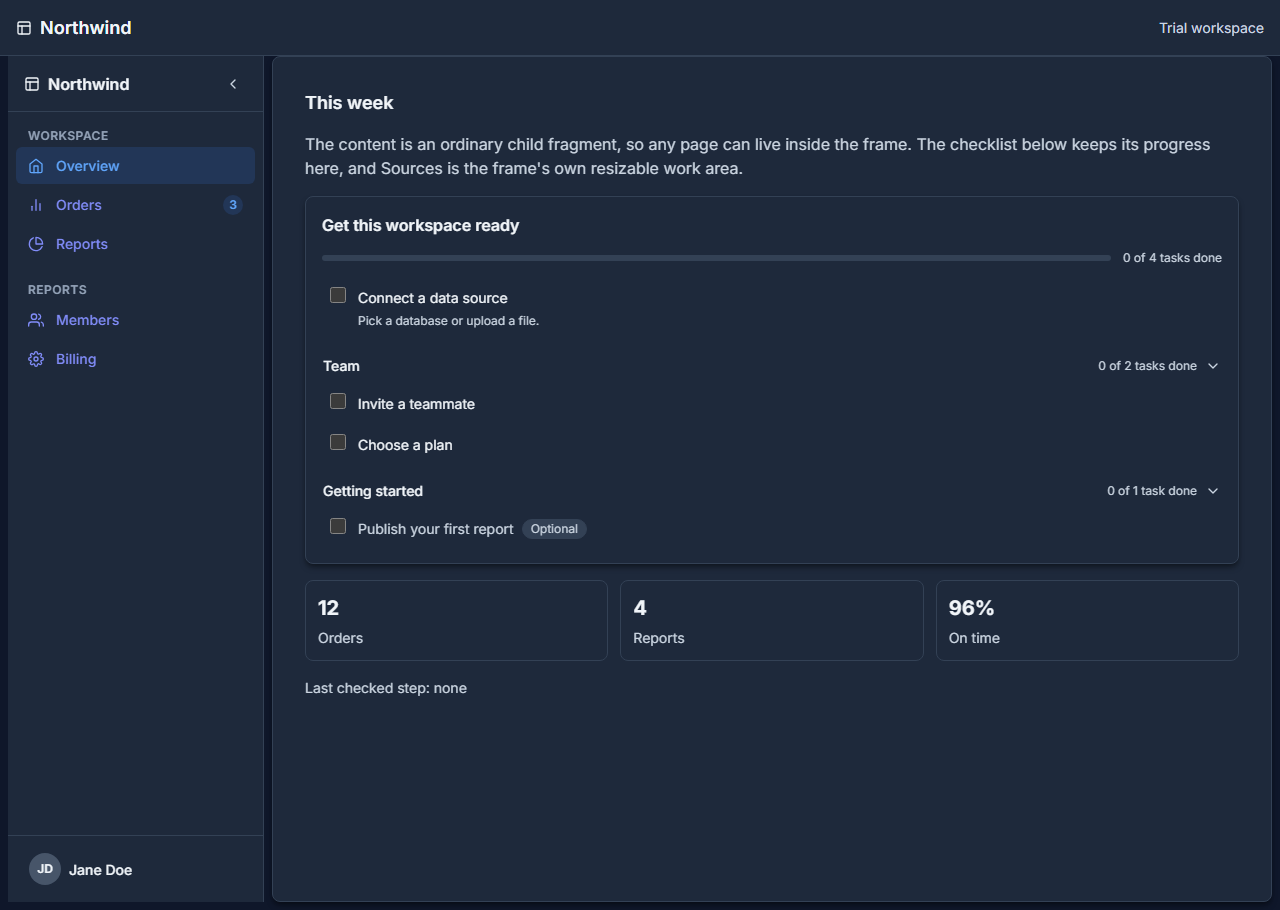 Northwind
Trial workspace
Northwind
WORKSPACE
Overview
Orders
3
Reports
REPORTS
Members
Billing
JD
Jane Doe
This week
The content is an ordinary child fragment, so any page can live inside the frame. The checklist below keeps its progress
here, and Sources is the frame's own resizable work area.
Get this workspace ready
0 of 4 tasks done
Connect a data source
Pick a database or upload a file.
Team
0 of 2 tasks done
Invite a teammate
Choose a plan
Getting started
0 of 1 task done
Publish your first report
Optional
12
Orders
4
Reports
96%
On time
Last checked step: none